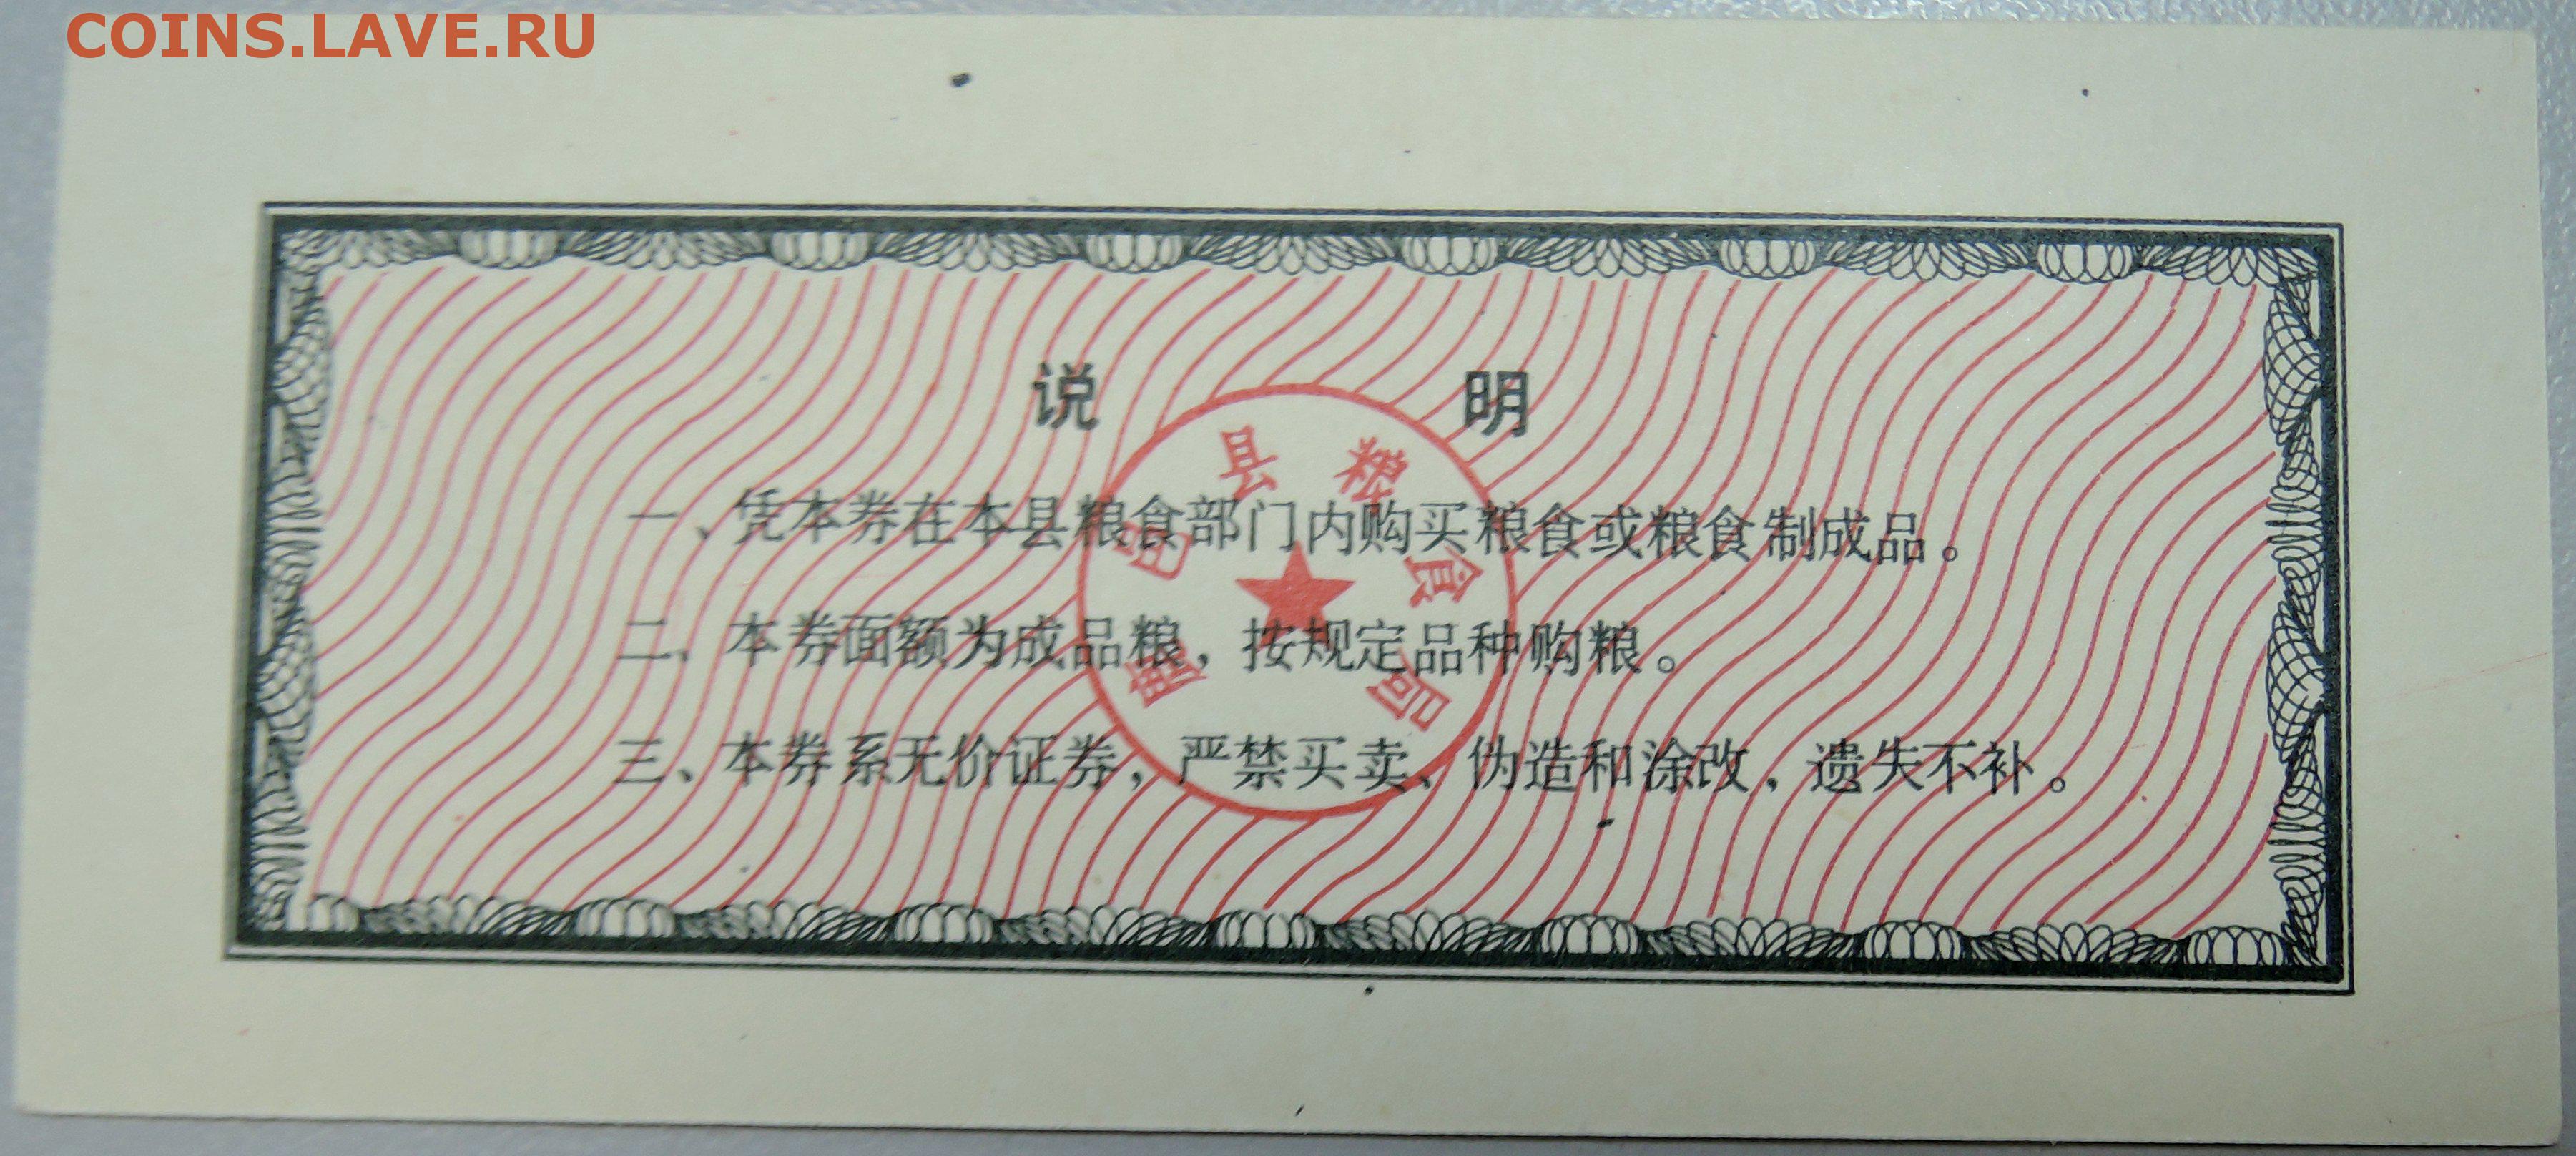 COINS.LAVE.RU
说 明
一、凭本券在本县粮食部门内购买粮食或粮食制成品。
二、本券面额为成品粮，按规定品种购粮。
三、本券系无价证券，严禁买卖、伪造和涂改，遗失不补。
县粮食局